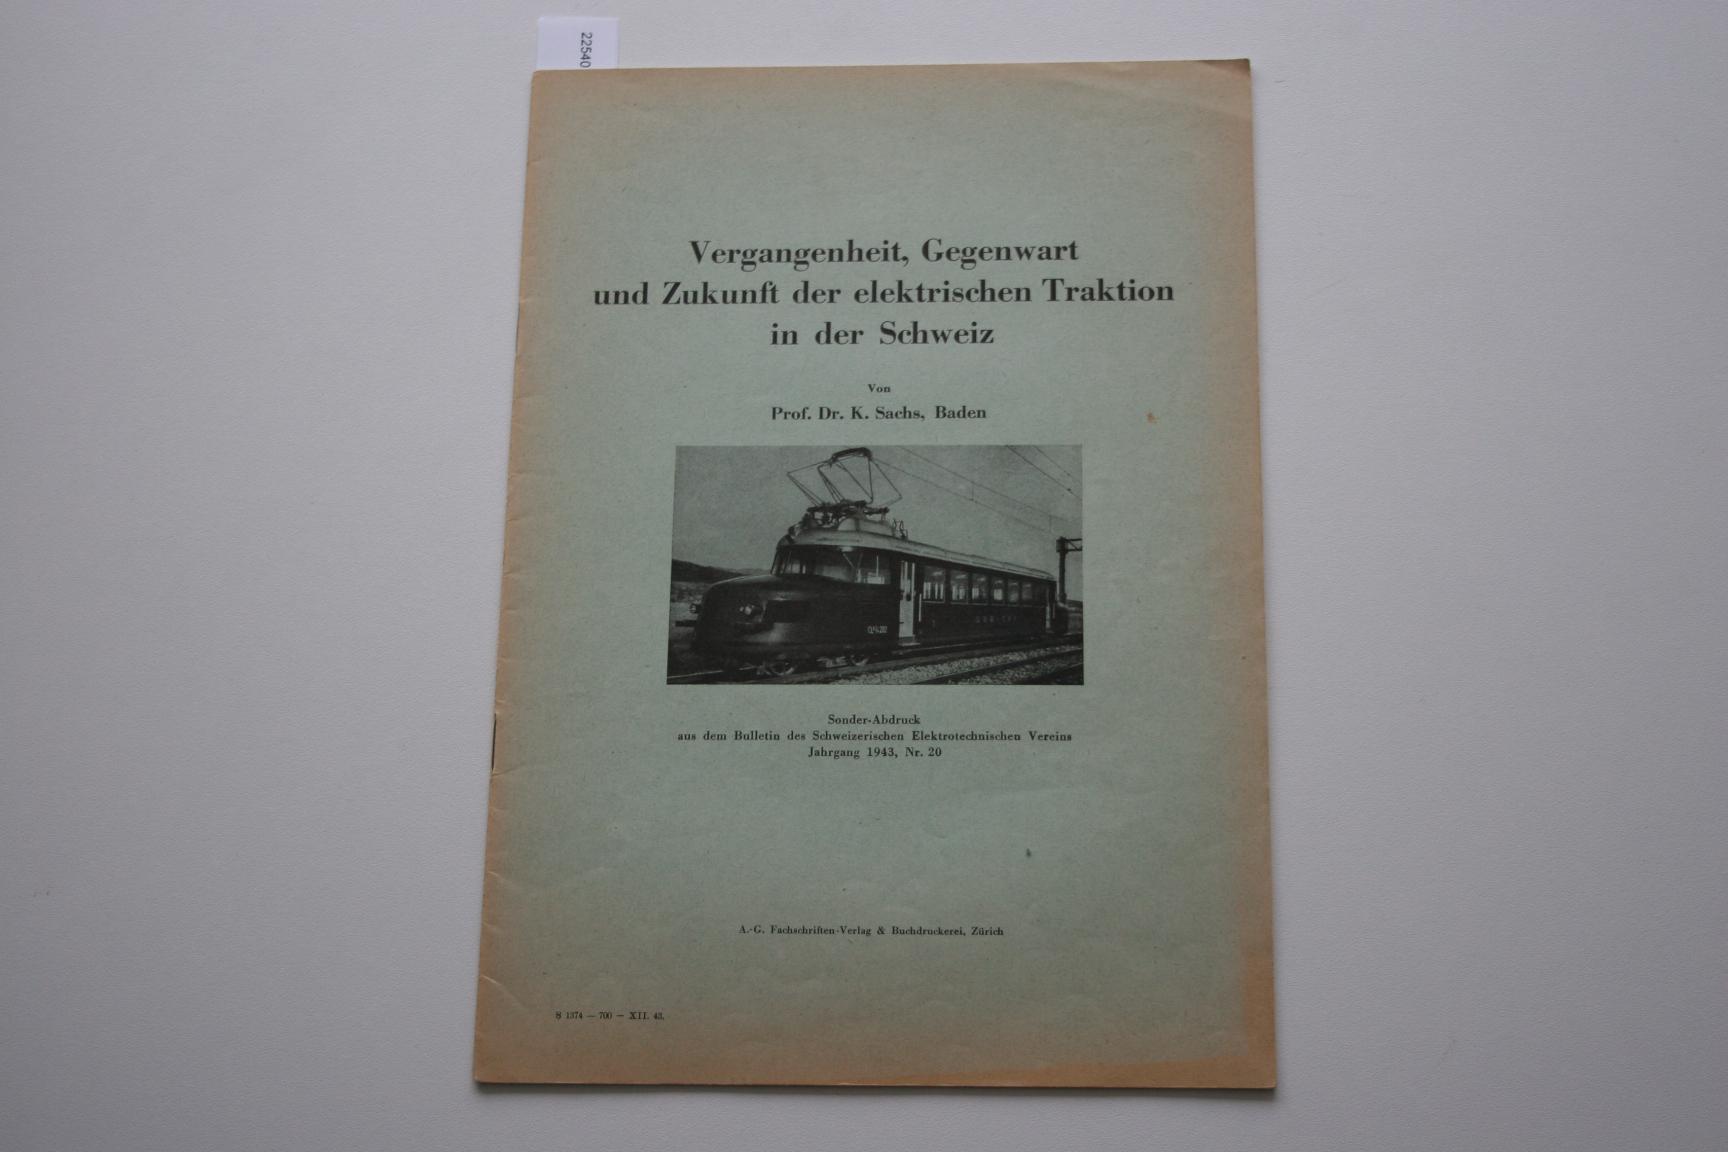 22540
Vergangenheit, Gegenwart
und Zukunft der elektrischen Traktion
in der Schweiz
Von
Prof. Dr. K. Sachs, Baden
Sonder-Abdruck
aus dem Bulletin des Schweizerischen Elektrotechnischen Vereins
Jahrgang 1943, Nr. 20
A.-G. Fachschriften-Verlag & Buchdruckerei, Zürich
S 1374 — 700 — XII. 43.